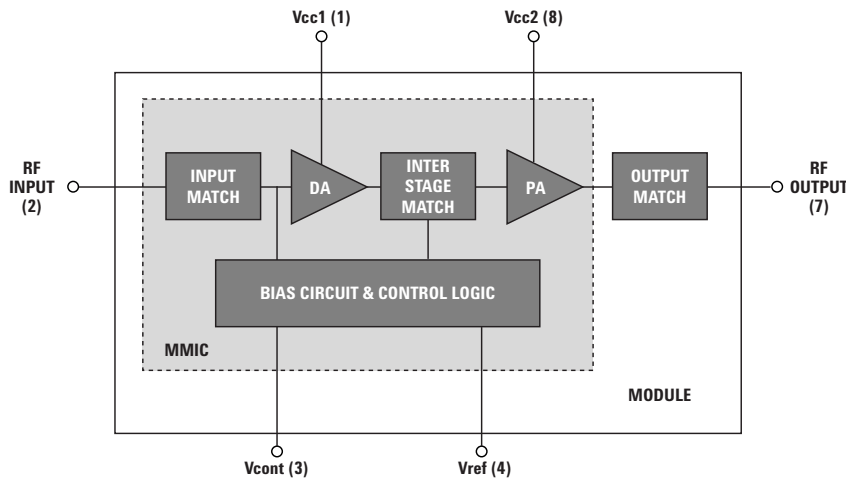 Vcc1 (1)
Vcc2 (8)
RF
INPUT
(2)
INPUT
MATCH
DA
INTER
STAGE
MATCH
PA
OUTPUT
MATCH
RF
OUTPUT
(7)
BIAS CIRCUIT & CONTROL LOGIC
MMIC
MODULE
Vcont (3)
Vref (4)